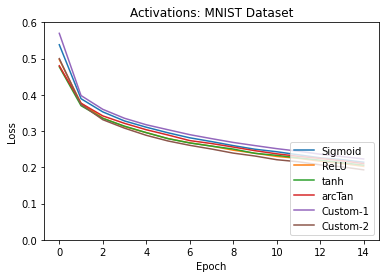 Activations: MNIST Dataset
0.6
0.5
0.4
0.3
0.2
0.1
0.0
Loss
Sigmoid
ReLU
tanh
arcTan
Custom-1
Custom-2
0 2 4 6 8 10 12 14
Epoch